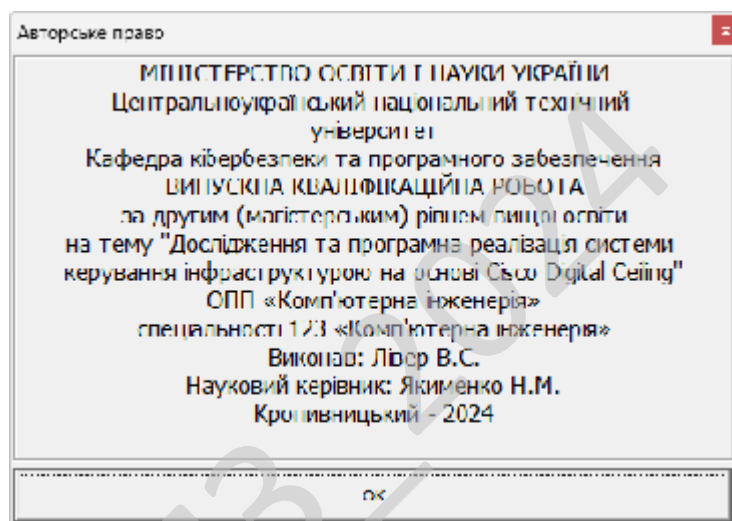 Авторське право
МІНІСТЕРСТВО ОСВІТИ І НАУКИ УКРАЇНИ
Центральноукраїнський національний технічний
університет
Кафедра кібербезпеки та програмного забезпечення
ВИПУСКНА КВАЛІФІКАЦІЙНА РОБОТА
за другим (магістерським) рівнем вищої освіти
на тему "Дослідження та програмна реалізація системи
керування інфраструктурою на основі Cisco Digital Ceiling"
ОПП «Комп'ютерна інженерія»
спеціальності 123 «Комп'ютерна інженерія»
Виконав: Лівер В.С.
Науковий керівник: Якименко Н.М.
Кропивницький - 2024
ОК
3_2024